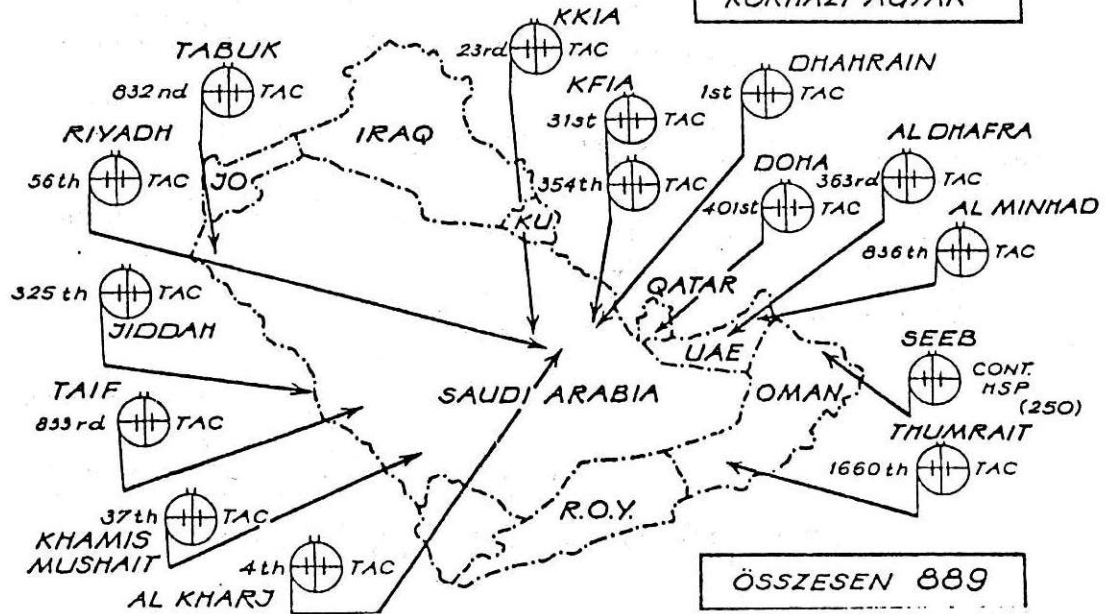 KÓRHÁZI ÁGYAK
KKIA
23rd TAC
TABUK
832nd TAC
RIYADH
56th TAC
IRAQ
JO
KU
KFIA
31st TAC
354th TAC
DHAHRAIN
1st TAC
DOHA
401st TAC
AL DHAFRA
363rd TAC
AL MINHAD
836th TAC
325th TAC
JIDDAH
QATAR
UAE
OMAN
SAUDI ARABIA
SEEB
CONT.
HSP
(250)
TAIF
833rd TAC
THUMRAIT
1660th TAC
37th TAC
KHAMIS
MUSHAIT
R.O.Y.
4th TAC
AL KHARJ
ÖSSZESEN 889